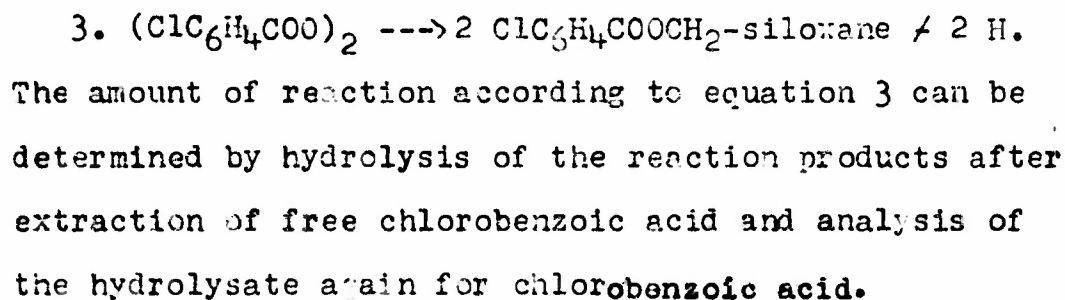 3. (ClC6H4COO)2 ---> 2 ClC6H4COOCH2-siloxane / 2 H.
The amount of reaction according to equation 3 can be
determined by hydrolysis of the reaction products after
extraction of free chlorobenzoic acid and analysis of
the hydrolysate again for chlorobenzoic acid.